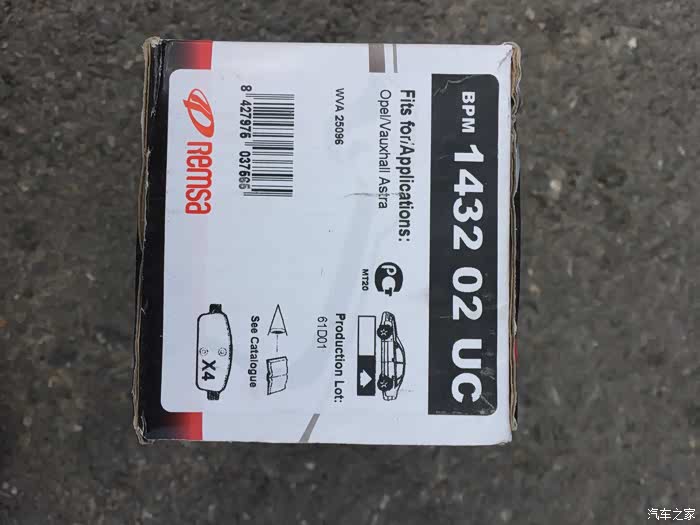 BPM 1432 02 UC
Fits for/Applications:
Opel/Vauxhall Astra
WVA 25096
8 427976 037666
Remsa
PCT
MT20
Production Lot:
61D01
See Catalogue
X4
汽车之家